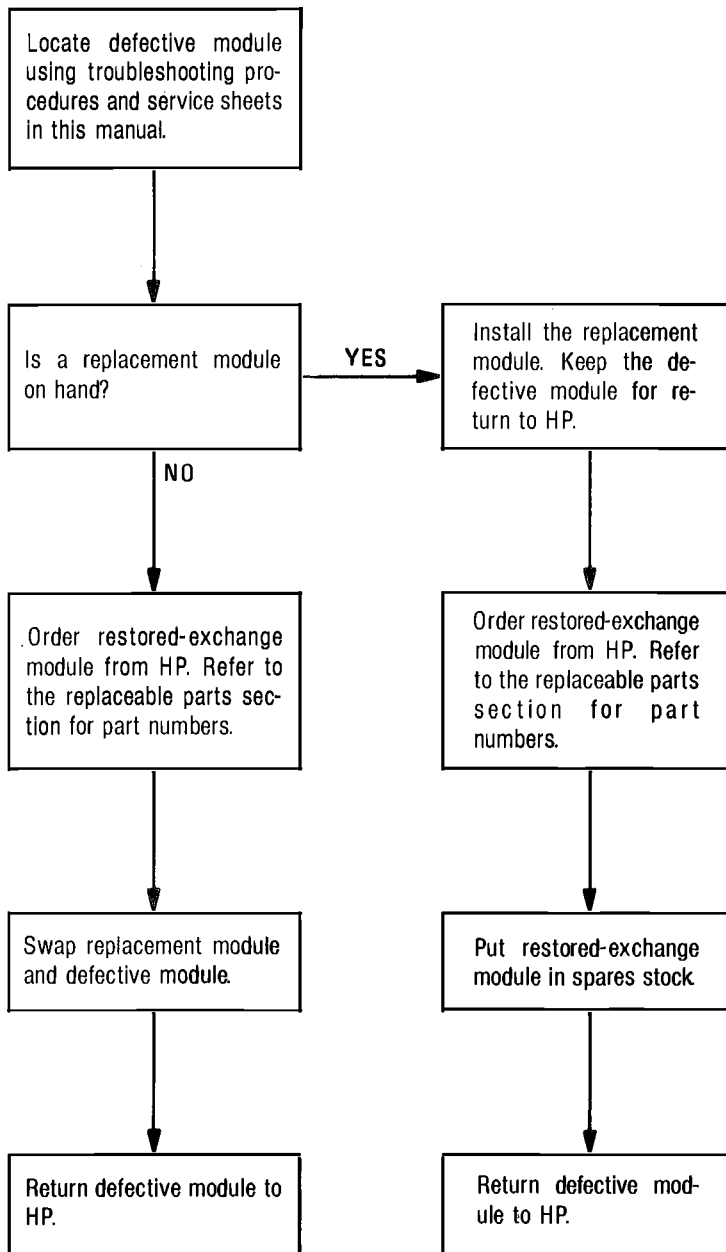 Locate defective module
using troubleshooting pro-
cedures and service sheets
in this manual.
Is a replacement module
on hand?
YES
Install the replacement
module. Keep the de-
fective module for re-
turn to HP.
NO
Order restored-exchange
module from HP. Refer to
the replaceable parts sec-
tion for part numbers.
Order restored-exchange
module from HP. Refer
to the replaceable parts
section for part
numbers.
Swap replacement module
and defective module.
Put restored-exchange
module in spares stock.
Return defective module to
HP.
Return defective mod-
ule to HP.